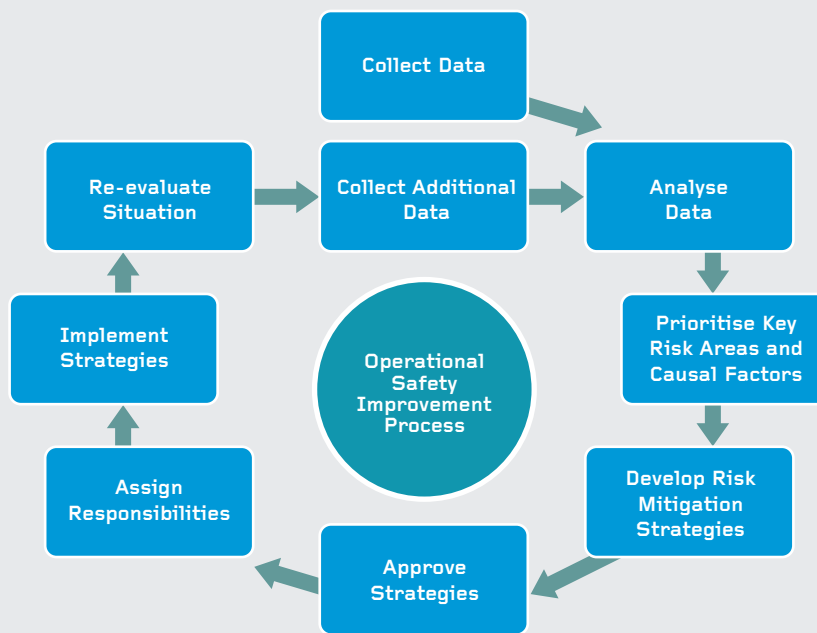 Collect Data
Re-evaluate
Situation
Collect Additional
Data
Analyse
Data
Implement
Strategies
Operational
Safety
Improvement
Process
Prioritise Key
Risk Areas and
Causal Factors
Assign
Responsibilities
Develop Risk
Mitigation
Strategies
Approve
Strategies